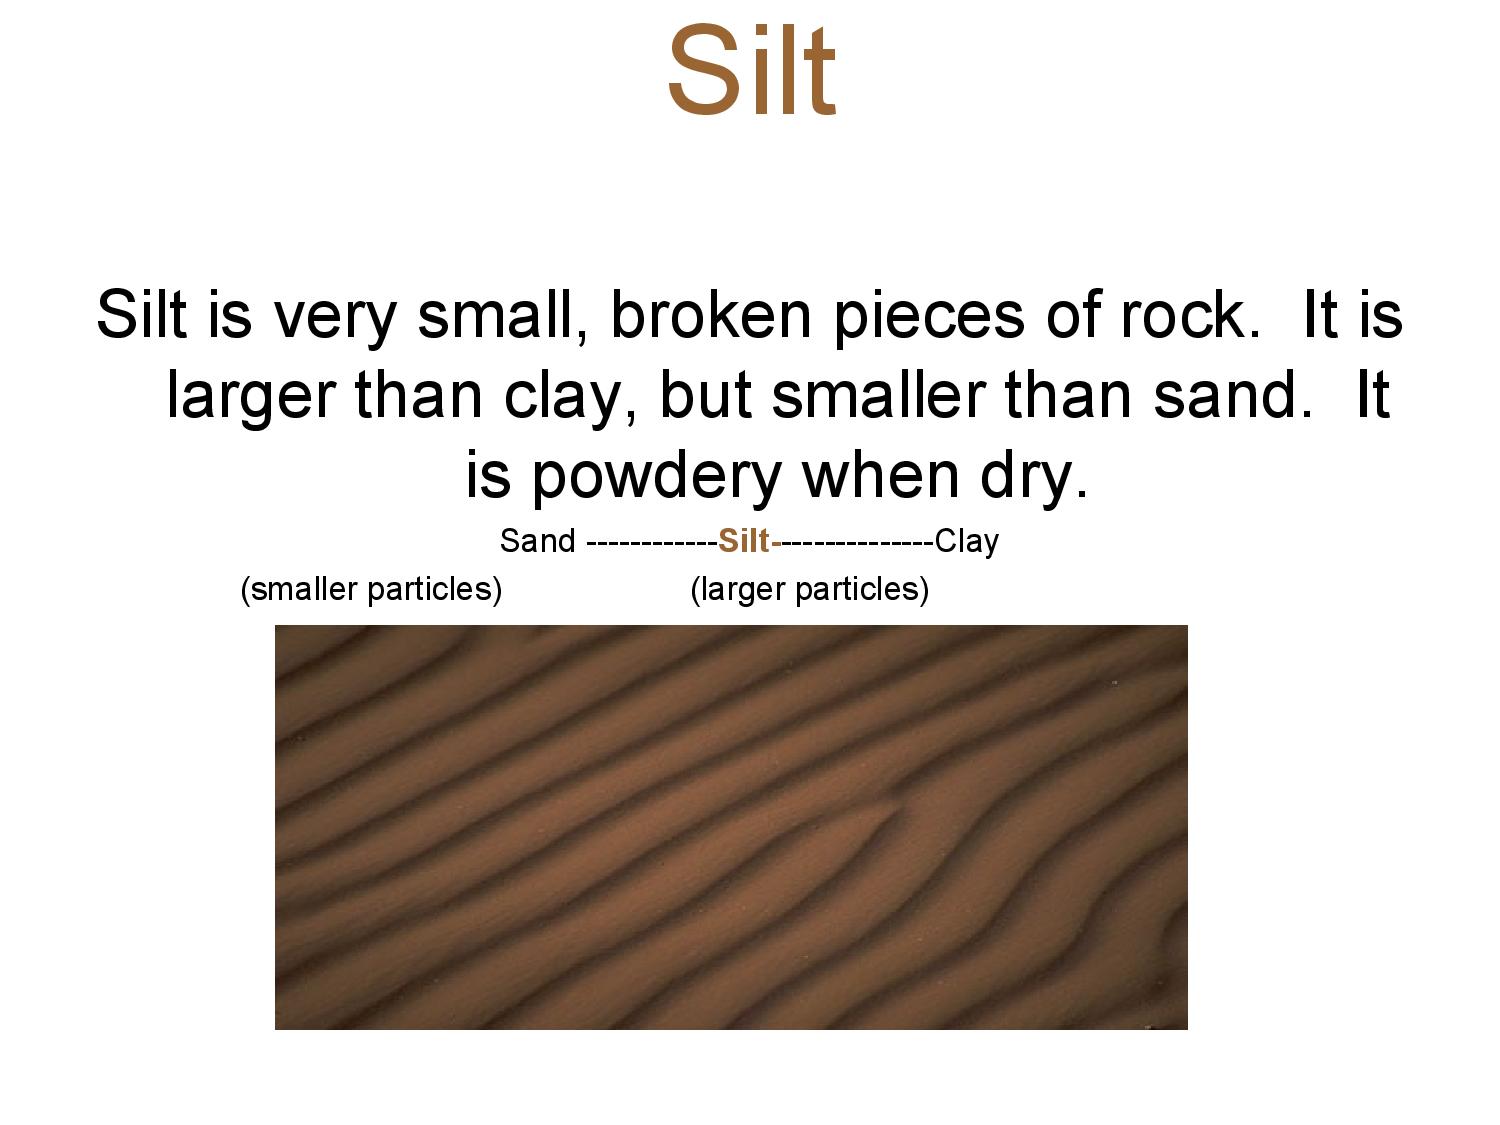 Silt
Silt is very small, broken pieces of rock.  It is
larger than clay, but smaller than sand.  It
is powdery when dry.
Sand ------------Silt---------------Clay
(smaller particles)                       (larger particles)